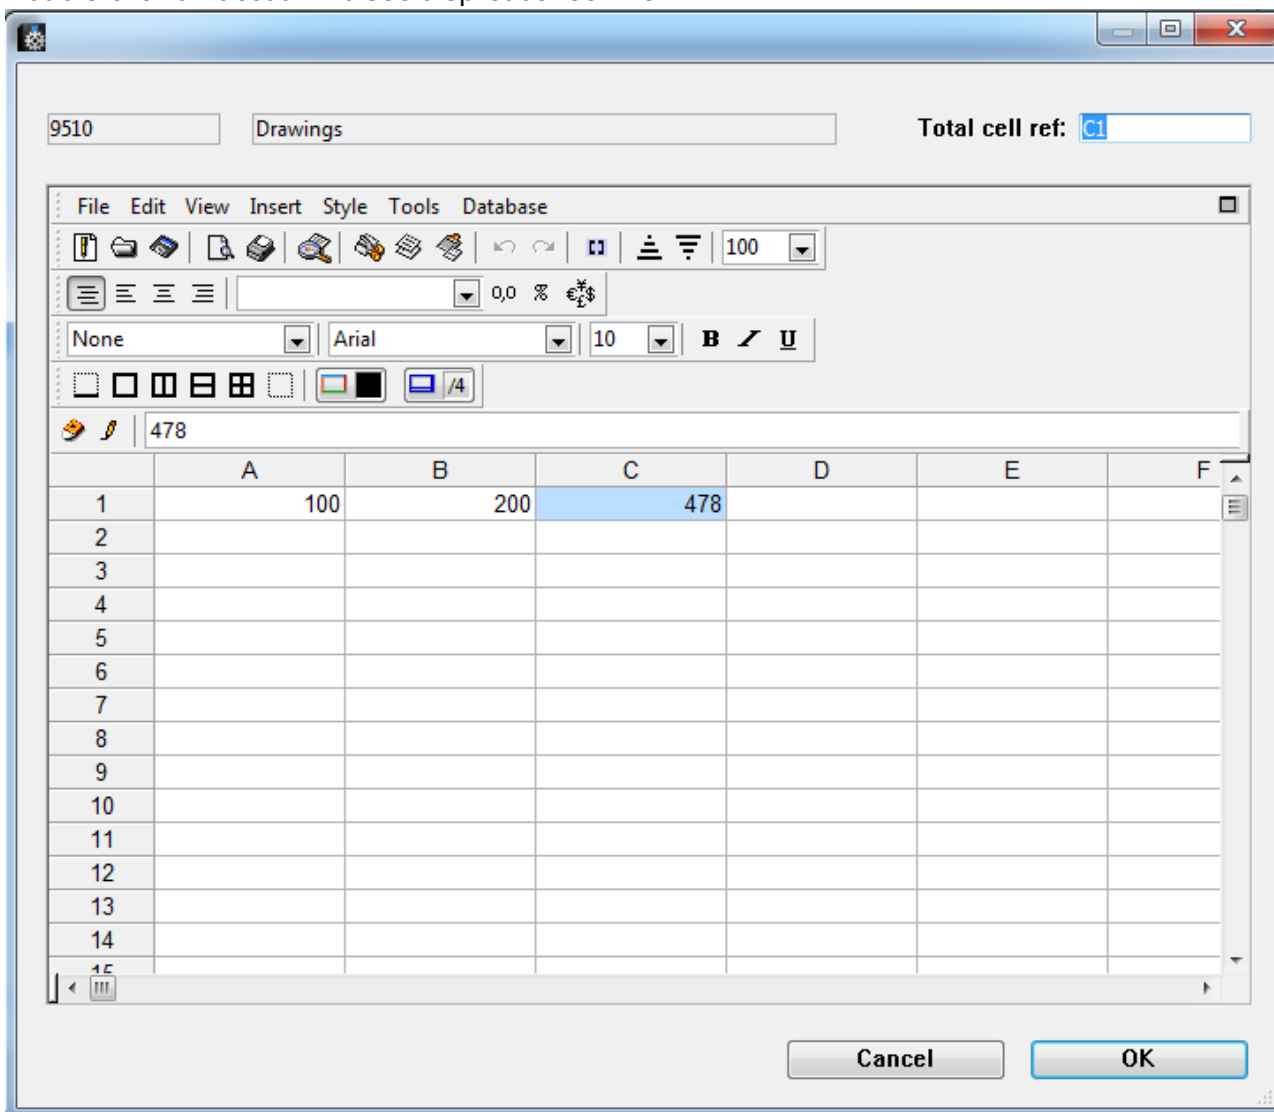 9510 Drawings Total cell ref: C1
File Edit View Insert Style Tools Database
100
0,0 % €¥£$
None Arial 10 B I U
/4
478
A B C D E F
1 100 200 478
2
3
4
5
6
7
8
9
10
11
12
13
14
15
Cancel OK